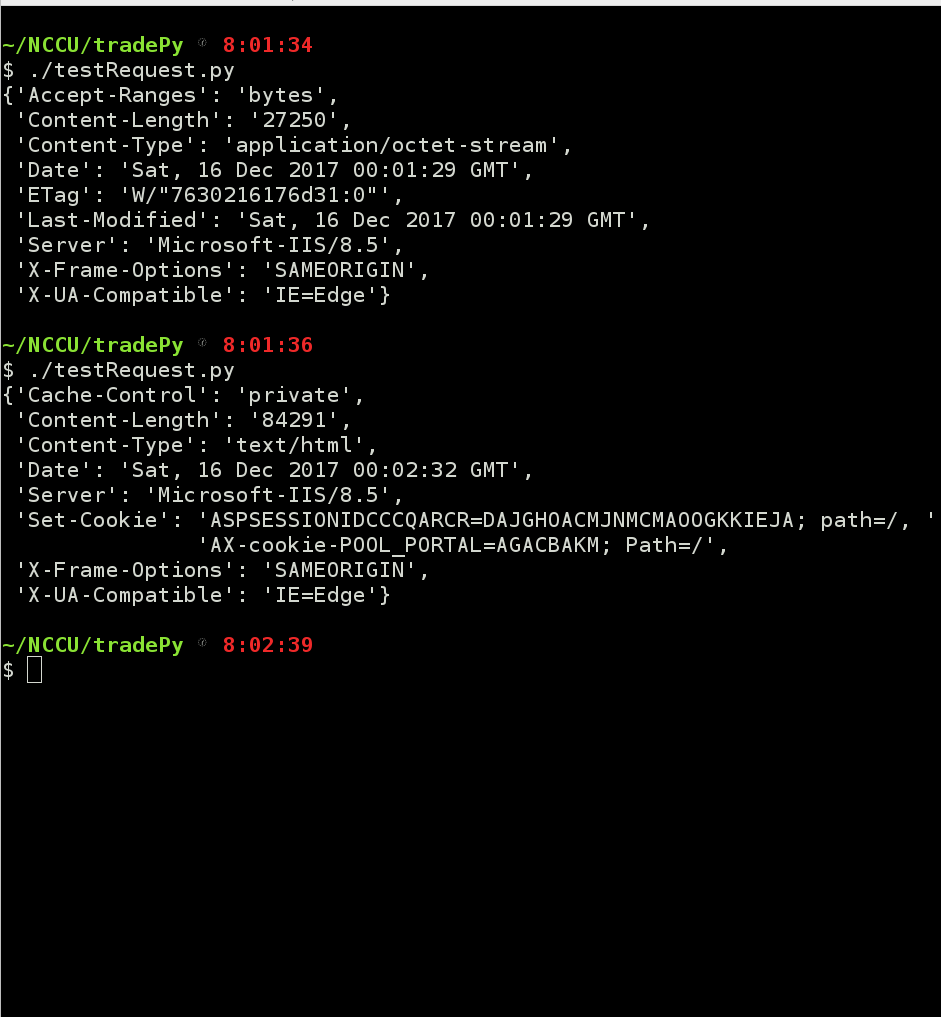 ~/NCCU/tradePy 8:01:34
$ ./testRequest.py
{'Accept-Ranges': 'bytes',
 'Content-Length': '27250',
 'Content-Type': 'application/octet-stream',
 'Date': 'Sat, 16 Dec 2017 00:01:29 GMT',
 'ETag': 'W/"7630216176d31:0"',
 'Last-Modified': 'Sat, 16 Dec 2017 00:01:29 GMT',
 'Server': 'Microsoft-IIS/8.5',
 'X-Frame-Options': 'SAMEORIGIN',
 'X-UA-Compatible': 'IE=Edge'}
~/NCCU/tradePy 8:01:36
$ ./testRequest.py
{'Cache-Control': 'private',
 'Content-Length': '84291',
 'Content-Type': 'text/html',
 'Date': 'Sat, 16 Dec 2017 00:02:32 GMT',
 'Server': 'Microsoft-IIS/8.5',
 'Set-Cookie': 'ASPSESSIONIDCCCQARCR=DAJGHOACMJNMCMAOOGKKIEJA; path=/, '
               'AX-cookie-POOL_PORTAL=AGACBAKM; Path=/',
 'X-Frame-Options': 'SAMEORIGIN',
 'X-UA-Compatible': 'IE=Edge'}
~/NCCU/tradePy 8:02:39
$